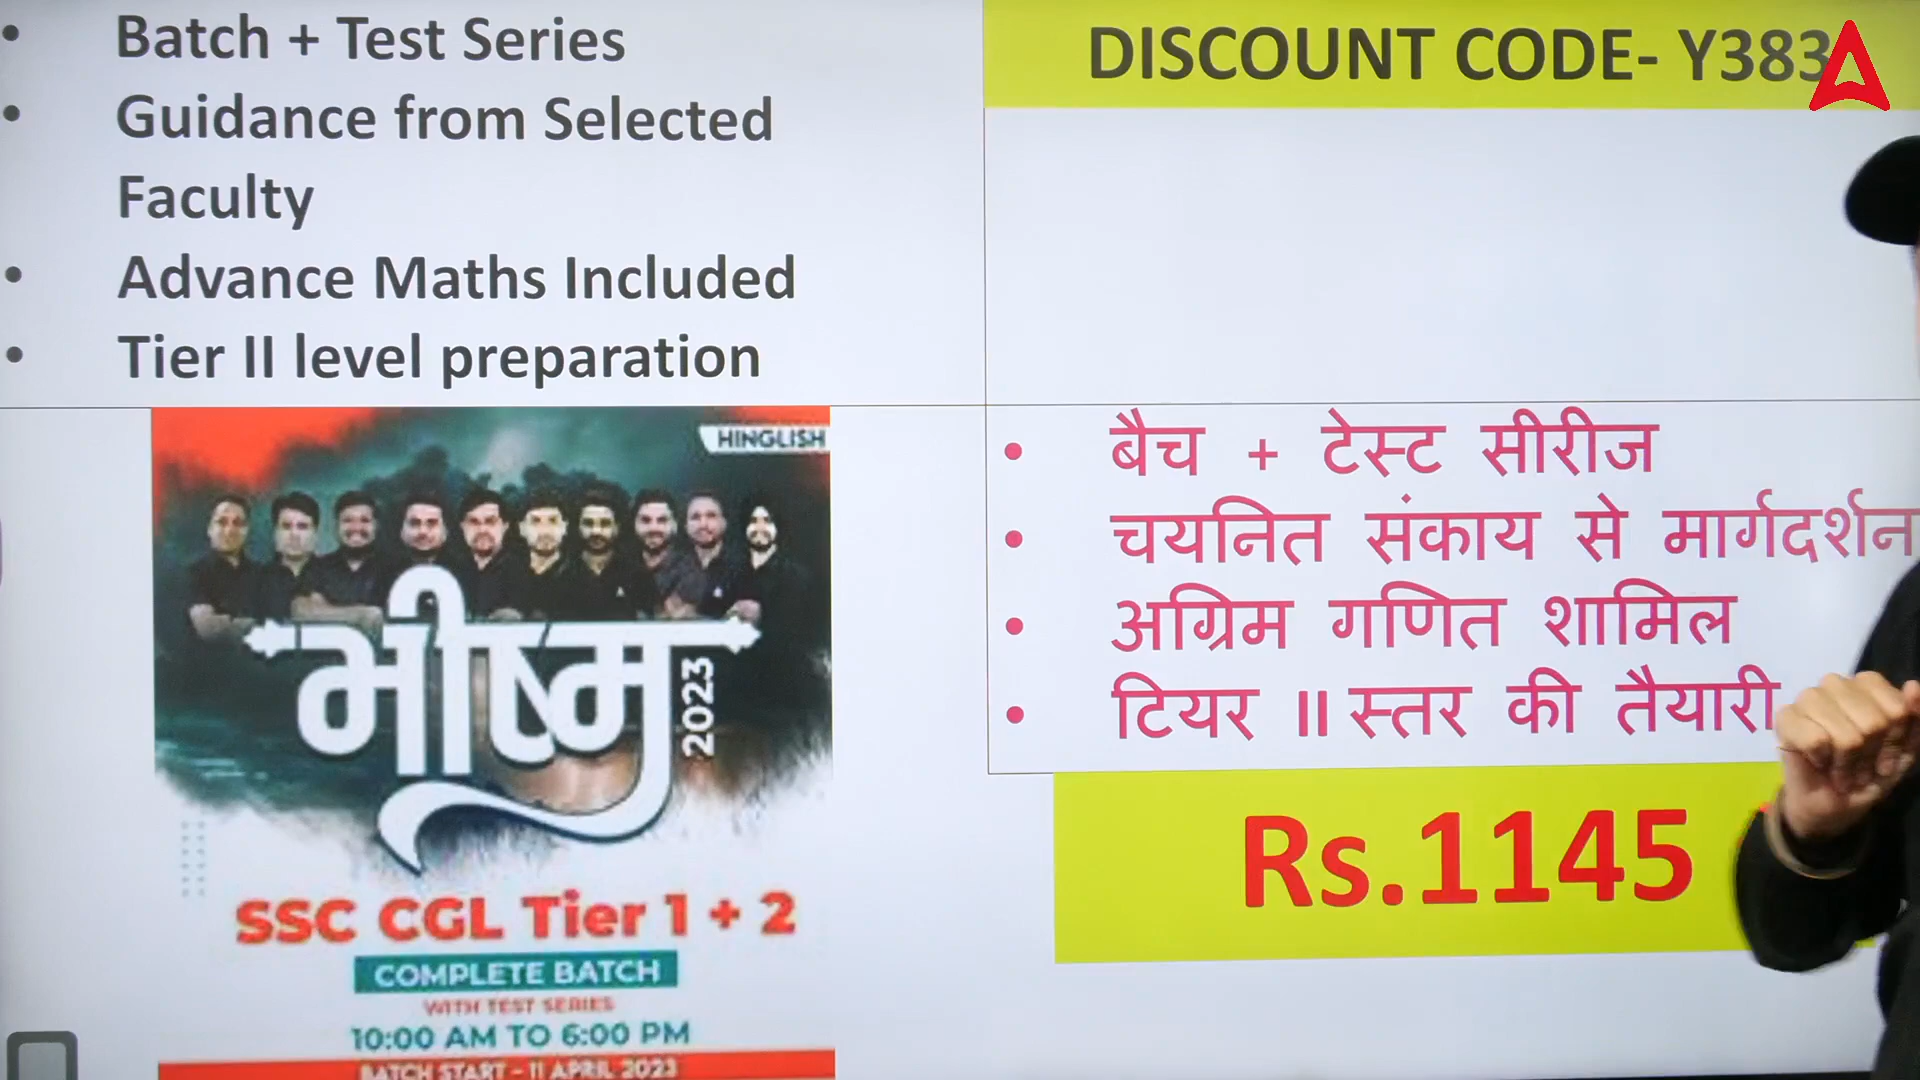 Batch + Test Series
Guidance from Selected
Faculty
Advance Maths Included
Tier II level preparation
DISCOUNT CODE- Y383
HINGLISH
भीष्म
2023
SSC CGL Tier 1 + 2
COMPLETE BATCH
WITH TEST SERIES
10:00 AM TO 6:00 PM
BATCH START - 11 APRIL 2023
बैच + टेस्ट सीरीज
चयनित संकाय से मार्गदर्शन
अग्रिम गणित शामिल
टियर II स्तर की तैयारी
Rs.1145